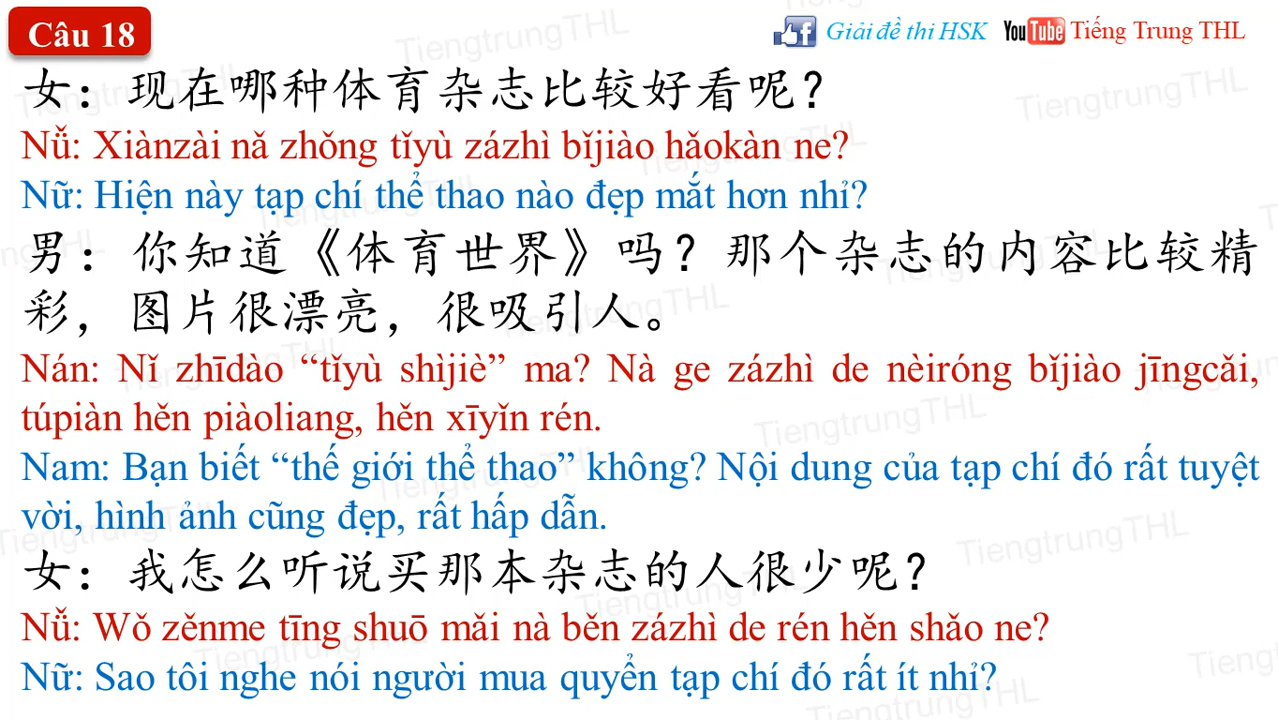 Câu 18
Giải đề thi HSK YouTube Tiếng Trung THL
女：现在哪种体育杂志比较好看呢？
Nǚ: Xiànzài nǎ zhǒng tǐyù zázhì bǐjiào hǎokàn ne?
Nữ: Hiện này tạp chí thể thao nào đẹp mắt hơn nhỉ?
男：你知道《体育世界》吗？那个杂志的内容比较精
彩，图片很漂亮，很吸引人。
Nán: Nǐ zhīdào “tǐyù shìjiè” ma? Nà ge zázhì de nèiróng bǐjiào jīngcǎi,
túpiàn hěn piàoliang, hěn xīyǐn rén.
Nam: Bạn biết “thế giới thể thao” không? Nội dung của tạp chí đó rất tuyệt
vời, hình ảnh cũng đẹp, rất hấp dẫn.
女：我怎么听说买那本杂志的人很少呢？
Nǚ: Wǒ zěnme tīng shuō mǎi nà běn zázhì de rén hěn shǎo ne?
Nữ: Sao tôi nghe nói người mua quyển tạp chí đó rất ít nhỉ?
TiengtrungTHL